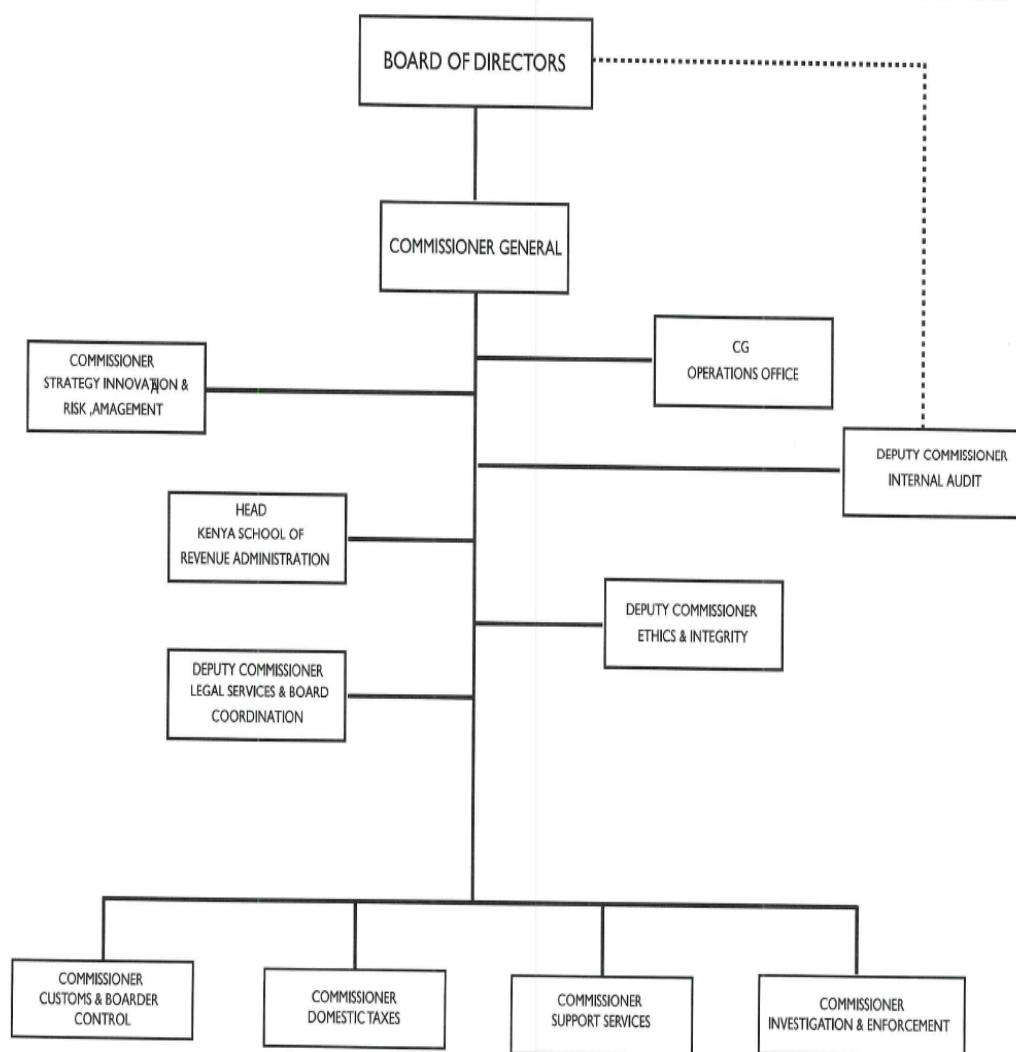 BOARD OF DIRECTORS
COMMISSIONER GENERAL
CG
OPERATIONS OFFICE
COMMISSIONER
STRATEGY INNOVATION &
RISK ,AMAGEMENT
DEPUTY COMMISSIONER
INTERNAL AUDIT
HEAD
KENYA SCHOOL OF
REVENUE ADMINISTRATION
DEPUTY COMMISSIONER
ETHICS & INTEGRITY
DEPUTY COMMISSIONER
LEGAL SERVICES & BOARD
COORDINATION
COMMISSIONER
CUSTOMS & BOARDER
CONTROL
COMMISSIONER
DOMESTIC TAXES
COMMISSIONER
SUPPORT SERVICES
COMMISSIONER
INVESTIGATION & ENFORCEMENT